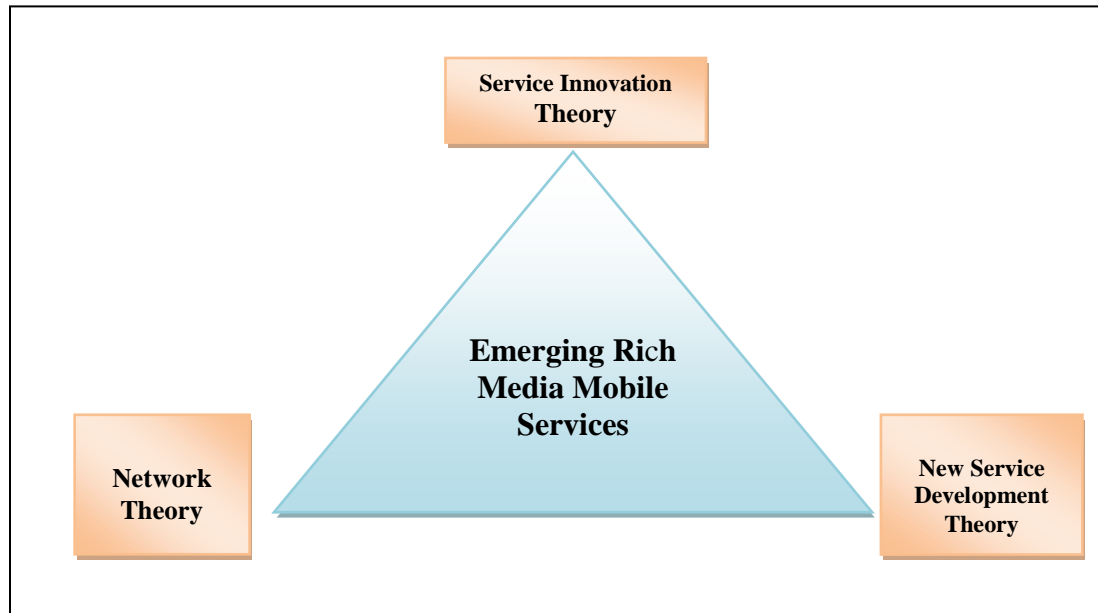 Service Innovation
Theory
Emerging Rich
Media Mobile
Services
Network
Theory
New Service
Development
Theory